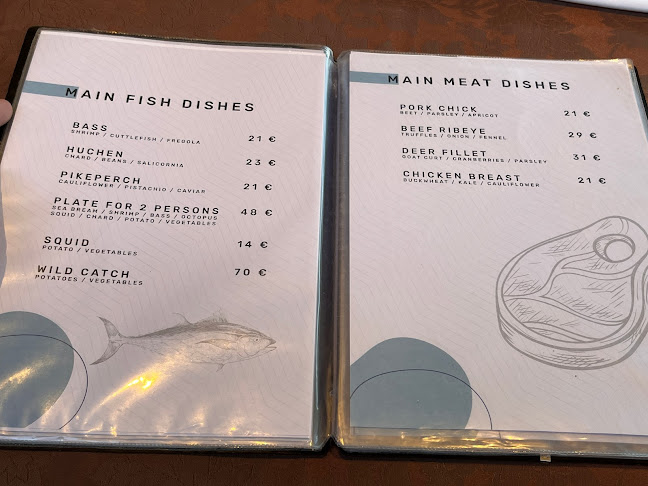 MAIN FISH DISHES
BASS 21 €
SHRIMP / CUTTLEFISH / FREGOLA
HUCHEN 23 €
CHARD / BEANS / SALICORNIA
PIKEPERCH 21 €
CAULIFLOWER / PISTACHIO / CAVIAR
PLATE FOR 2 PERSONS 48 €
SEA BREAM / SHRIMP / BASS / OCTOPUS
SQUID / CHARD / POTATO / VEGETABLES
SQUID 14 €
POTATO / VEGETABLES
WILD CATCH 70 €
POTATOES / VEGETABLES
MAIN MEAT DISHES
PORK CHICK 21 €
BEET / PARSLEY / APRICOT
BEEF RIBEYE 29 €
TRUFFLES / ONION / FENNEL
DEER FILLET 31 €
GOAT CURT / CRANBERRIES / PARSLEY
CHICKEN BREAST 21 €
BUCKWHEAT / KALE / CAULIFLOWER